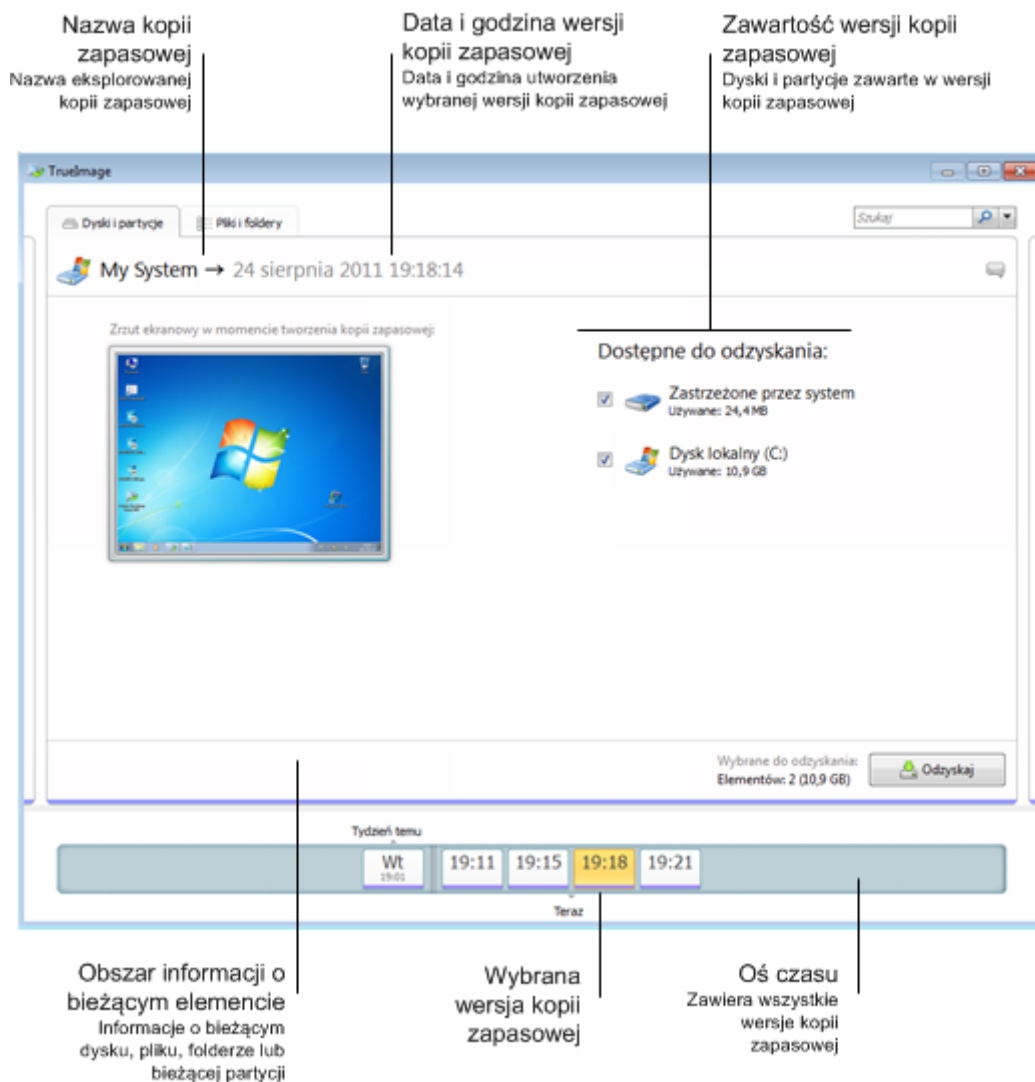 Nazwa kopii
zapasowej
Nazwa eksplorowanej
kopii zapasowej
Data i godzina wersji
kopii zapasowej
Data i godzina utworzenia
wybranej wersji kopii zapasowej
Zawartość wersji kopii
zapasowej
Dyski i partycje zawarte w wersji
kopii zapasowej
TrueImage
Dyski i partycje
Pliki i foldery
Szukaj
My System → 24 sierpnia 2011 19:18:14
Zrzut ekranowy w momencie tworzenia kopii zapasowej:
Dostępne do odzyskania:
Zastrzeżone przez system
Używane: 24,4 MB
Dysk lokalny (C:)
Używane: 10,9 GB
Wybrane do odzyskania:
Elementów: 2 (10,9 GB)
Odzyskaj
Tydzień temu
Wt
19:01
19:11
19:15
19:18
19:21
Teraz
Obszar informacji o
bieżącym elemencie
Informacje o bieżącym
dysku, pliku, folderze lub
bieżącej partycji
Wybrana
wersja kopii
zapasowej
Oś czasu
Zawiera wszystkie
wersje kopii
zapasowej